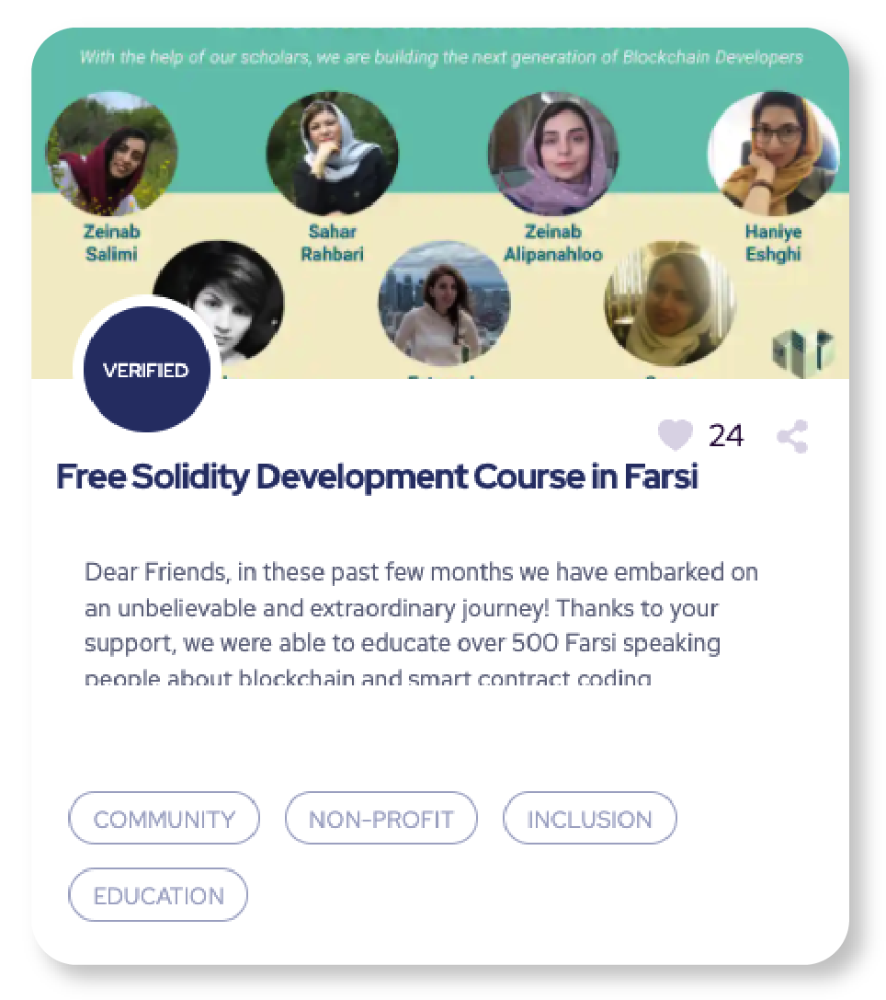 With the help of our scholars, we are building the next generation of Blockchain Developers
Zeinab
Salimi
Sahar
Rahbari
Zeinab
Alipanahloo
Haniye
Eshghi
VERIFIED
24
Free Solidity Development Course in Farsi
Dear Friends, in these past few months we have embarked on
an unbelievable and extraordinary journey! Thanks to your
support, we were able to educate over 500 Farsi speaking
people about blockchain and smart contract coding
COMMUNITY
NON-PROFIT
INCLUSION
EDUCATION